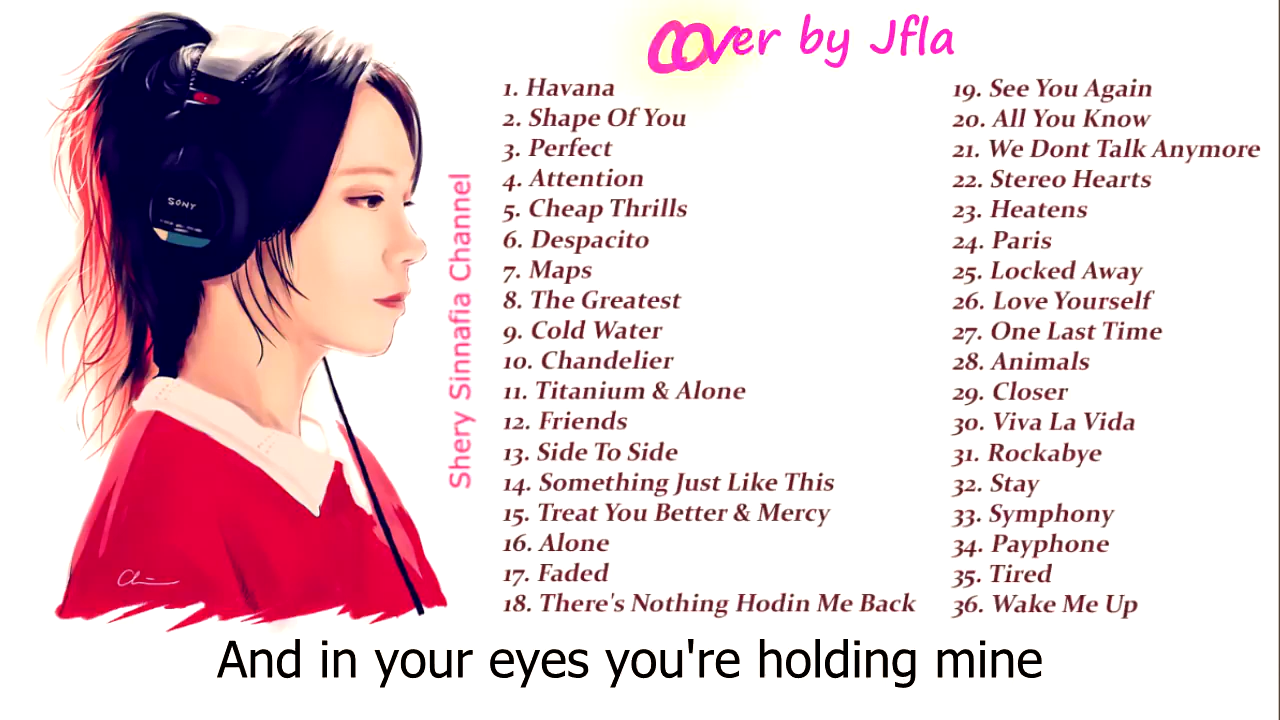 cover by Jfla
SONY
Shery Sinnafia Channel
1. Havana
2. Shape Of You
3. Perfect
4. Attention
5. Cheap Thrills
6. Despacito
7. Maps
8. The Greatest
9. Cold Water
10. Chandelier
11. Titanium & Alone
12. Friends
13. Side To Side
14. Something Just Like This
15. Treat You Better & Mercy
16. Alone
17. Faded
18. There's Nothing Hodin Me Back
19. See You Again
20. All You Know
21. We Dont Talk Anymore
22. Stereo Hearts
23. Heatens
24. Paris
25. Locked Away
26. Love Yourself
27. One Last Time
28. Animals
29. Closer
30. Viva La Vida
31. Rockabye
32. Stay
33. Symphony
34. Payphone
35. Tired
36. Wake Me Up
And in your eyes you're holding mine